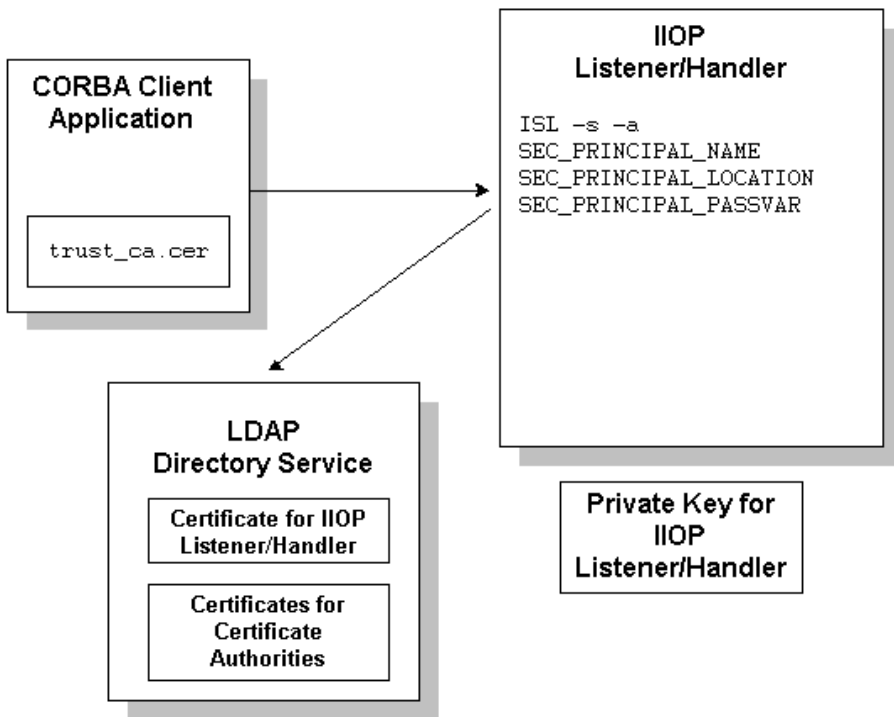 CORBA Client
Application
trust_ca.cer
IIOP
Listener/Handler
ISL –s –a
SEC_PRINCIPAL_NAME
SEC_PRINCIPAL_LOCATION
SEC_PRINCIPAL_PASSVAR
LDAP
Directory Service
Certificate for IIOP
Listener/Handler
Certificates for
Certificate
Authorities
Private Key for
IIOP
Listener/Handler